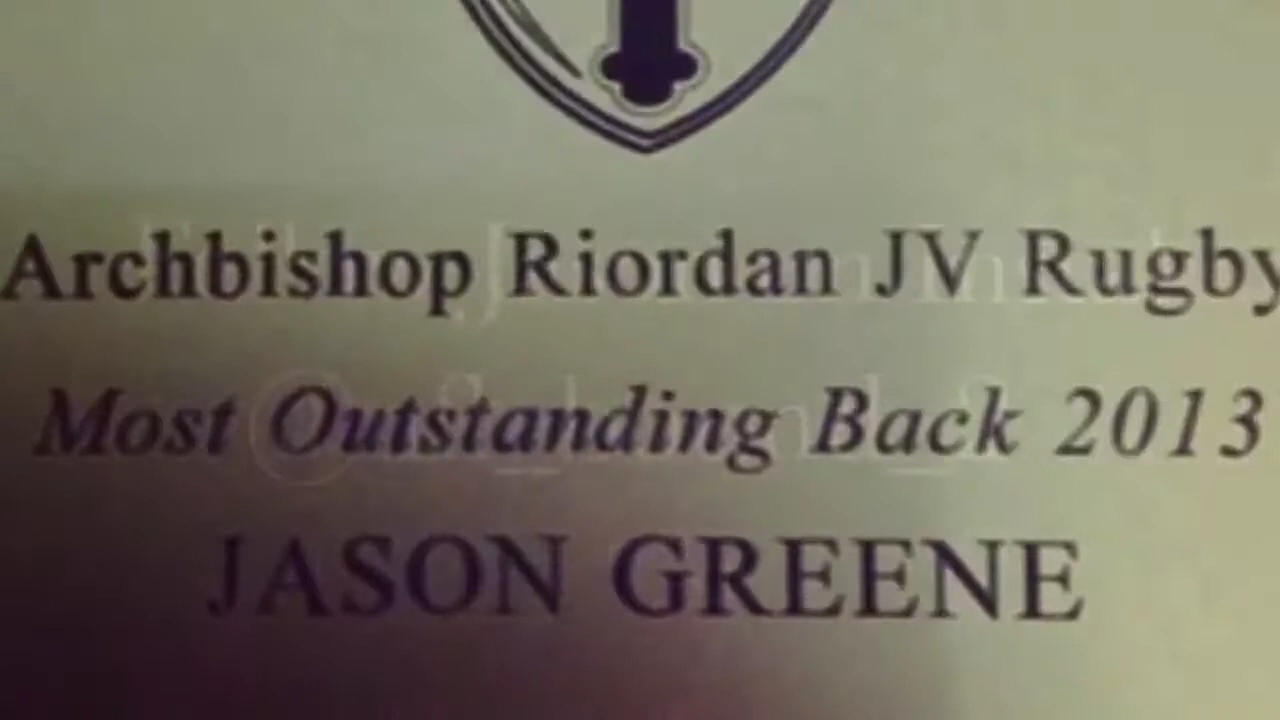 Archbishop Riordan JV Rugby
Most Outstanding Back 2013
JASON GREENE